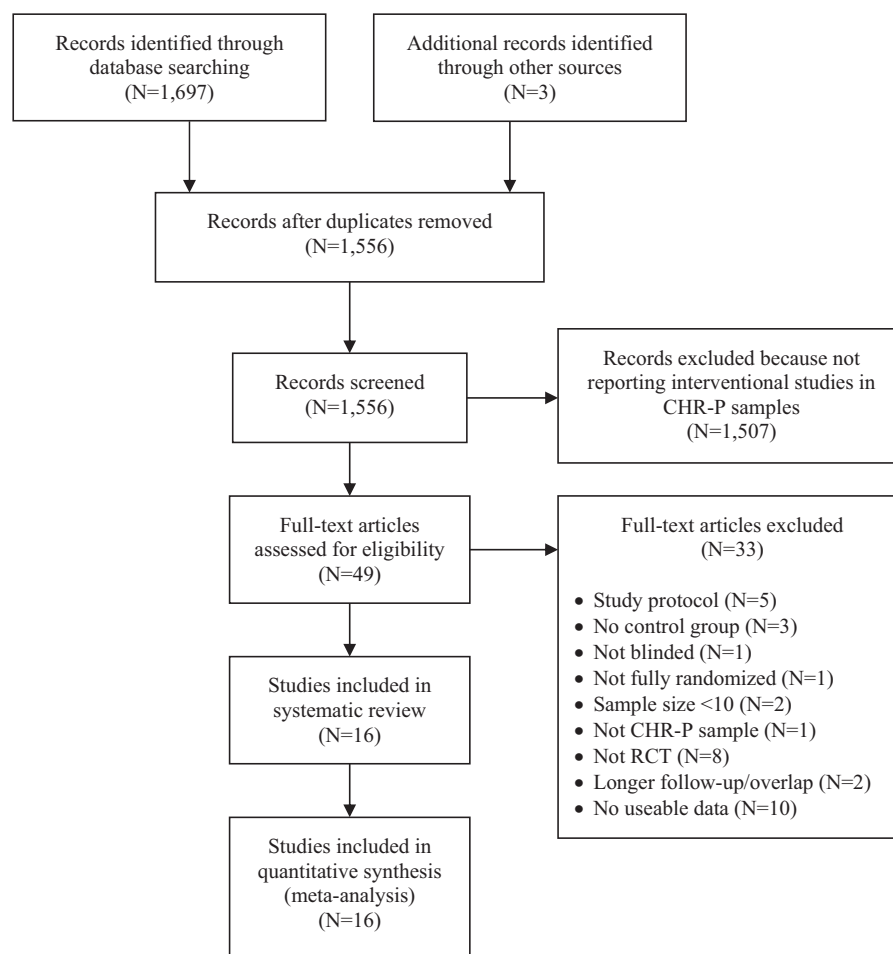 Records identified through
database searching
(N=1,697)
Additional records identified
through other sources
(N=3)
Records after duplicates removed
(N=1,556)
Records screened
(N=1,556)
Records excluded because not
reporting interventional studies in
CHR-P samples
(N=1,507)
Full-text articles
assessed for eligibility
(N=49)
Full-text articles excluded
(N=33)
• Study protocol (N=5)
• No control group (N=3)
• Not blinded (N=1)
• Not fully randomized (N=1)
• Sample size <10 (N=2)
• Not CHR-P sample (N=1)
• Not RCT (N=8)
• Longer follow-up/overlap (N=2)
• No useable data (N=10)
Studies included in
systematic review
(N=16)
Studies included in
quantitative synthesis
(meta-analysis)
(N=16)